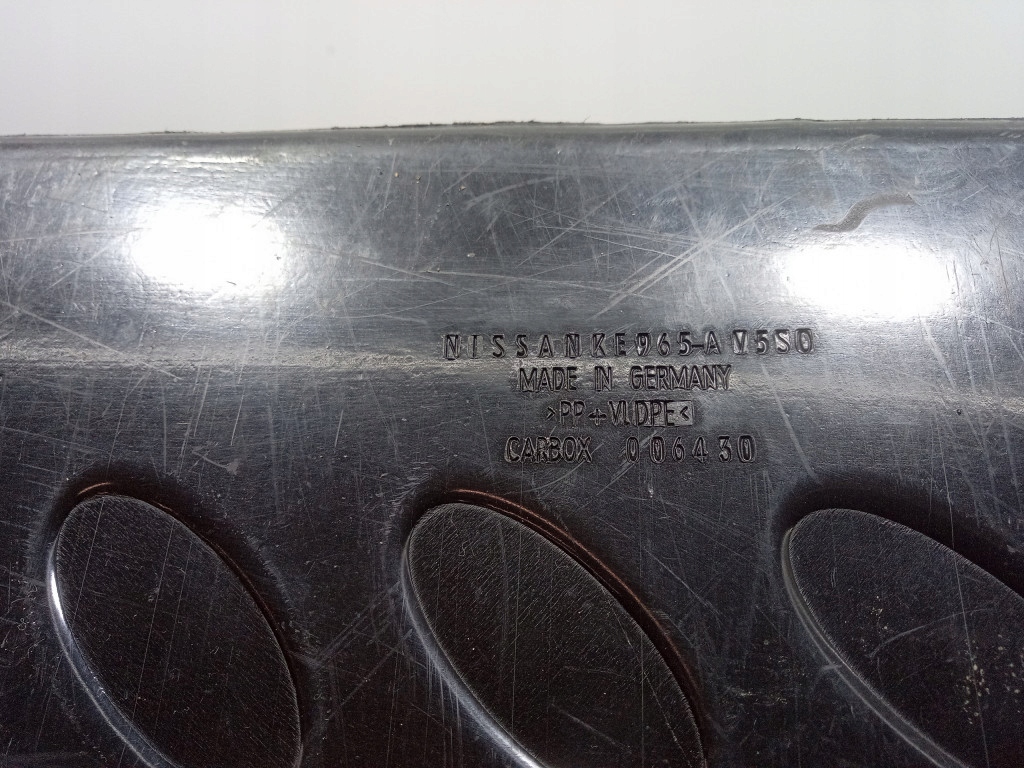 NISSAN KE965-AV5S0
MADE IN GERMANY
>PP+VLDPE<
CARBOX 006430